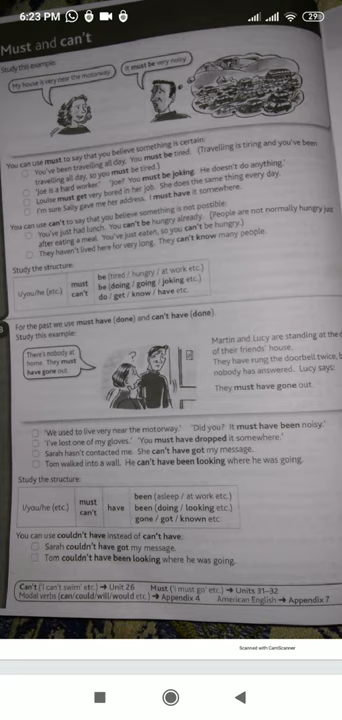 6:23 PM
29
Must and can't
Study this example:
My house is very near the motorway.
It must be very noisy.
You can use must to say that you believe something is certain:
You've been travelling all day. You must be tired. (Travelling is tiring and you've been
travelling all day, so you must be tired.)
'Joe is a hard worker.' 'Joe? You must be joking. He doesn't do anything.'
Louise must get very bored in her job. She does the same thing every day.
I'm sure Sally gave me her address. I must have it somewhere.
You can use can't to say that you believe something is not possible:
You've just had lunch. You can't be hungry already. (People are not normally hungry just
after eating a meal. You've just eaten, so you can't be hungry.)
They haven't lived here for very long. They can't know many people.
Study the structure:
I/you/he (etc.)
must
can't
be (tired / hungry / at work etc.)
be (doing / going / joking etc.)
do / get / know / have etc.
For the past we use must have (done) and can't have (done).
Study this example:
There's nobody at
home. They must
have gone out.
Martin and Lucy are standing at the
of their friends' house.
They have rung the doorbell twice, b
nobody has answered. Lucy says:
They must have gone out.
'We used to live very near the motorway.' 'Did you? It must have been noisy.'
'I've lost one of my gloves.' 'You must have dropped it somewhere.'
Sarah hasn't contacted me. She can't have got my message.
Tom walked into a wall. He can't have been looking where he was going.
Study the structure:
I/you/he (etc.)
must
can't
have
been (asleep / at work etc.)
been (doing / looking etc.)
gone / got / known etc.
You can use couldn't have instead of can't have:
Sarah couldn't have got my message.
Tom couldn't have been looking where he was going.
Can't ('I can't swim' etc.) → Unit 26 Must ('I must go' etc.) → Units 31–32
Modal verbs (can/could/will/would etc.) → Appendix 4 American English → Appendix 7
Scanned with CamScanner